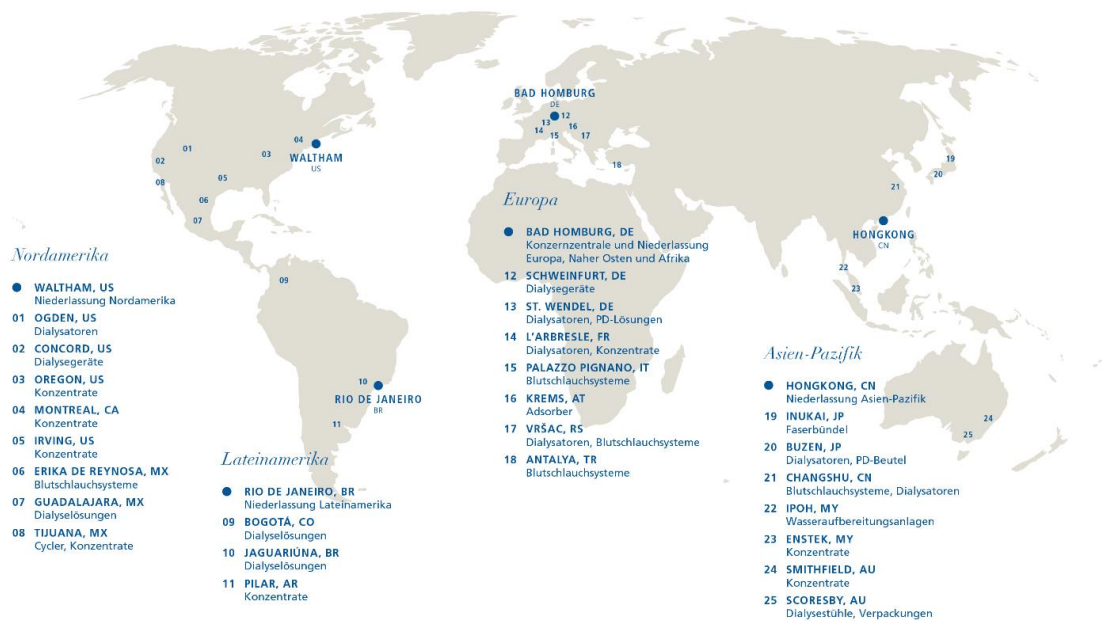 BAD HOMBURG
DE
12
13
14
16
15
17
18
04
WALTHAM
US
01
02
03
05
08
06
07
19
20
21
HONGKONG
CN
22
23
09
10
RIO DE JANEIRO
BR
11
24
25
Nordamerika
WALTHAM, US
Niederlassung Nordamerika
01 OGDEN, US
Dialysatoren
02 CONCORD, US
Dialysegeräte
03 OREGON, US
Konzentrate
04 MONTREAL, CA
Konzentrate
05 IRVING, US
Konzentrate
06 ERIKA DE REYNOSA, MX
Blutschlauchsysteme
07 GUADALAJARA, MX
Dialyselösungen
08 TIJUANA, MX
Cycler, Konzentrate
Lateinamerika
RIO DE JANEIRO, BR
Niederlassung Lateinamerika
09 BOGOTÁ, CO
Dialyselösungen
10 JAGUARIÚNA, BR
Dialyselösungen
11 PILAR, AR
Konzentrate
Europa
BAD HOMBURG, DE
Konzernzentrale und Niederlassung
Europa, Naher Osten und Afrika
12 SCHWEINFURT, DE
Dialysegeräte
13 ST. WENDEL, DE
Dialysatoren, PD-Lösungen
14 L'ARBRESLE, FR
Dialysatoren, Konzentrate
15 PALAZZO PIGNANO, IT
Blutschlauchsysteme
16 KREMS, AT
Adsorber
17 VRŠAC, RS
Dialysatoren, Blutschlauchsysteme
18 ANTALYA, TR
Blutschlauchsysteme
Asien-Pazifik
HONGKONG, CN
Niederlassung Asien-Pazifik
19 INUKAI, JP
Faserbündel
20 BUZEN, JP
Dialysatoren, PD-Beutel
21 CHANGSHU, CN
Blutschlauchsysteme, Dialysatoren
22 IPOH, MY
Wasseraufbereitungsanlagen
23 ENSTEK, MY
Konzentrate
24 SMITHFIELD, AU
Konzentrate
25 SCORESBY, AU
Dialysestühle, Verpackungen